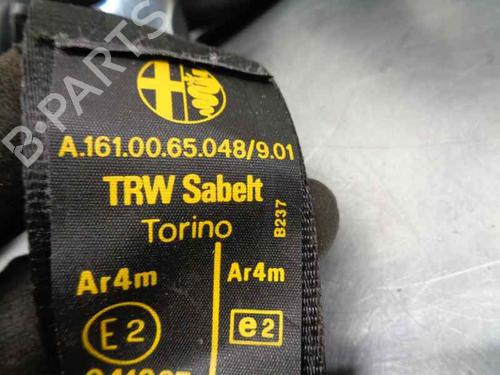 A.161.00.65.048/9.01
TRW Sabelt
Torino
B237
Ar4m
Ar4m
E2
e2
B-PARTS